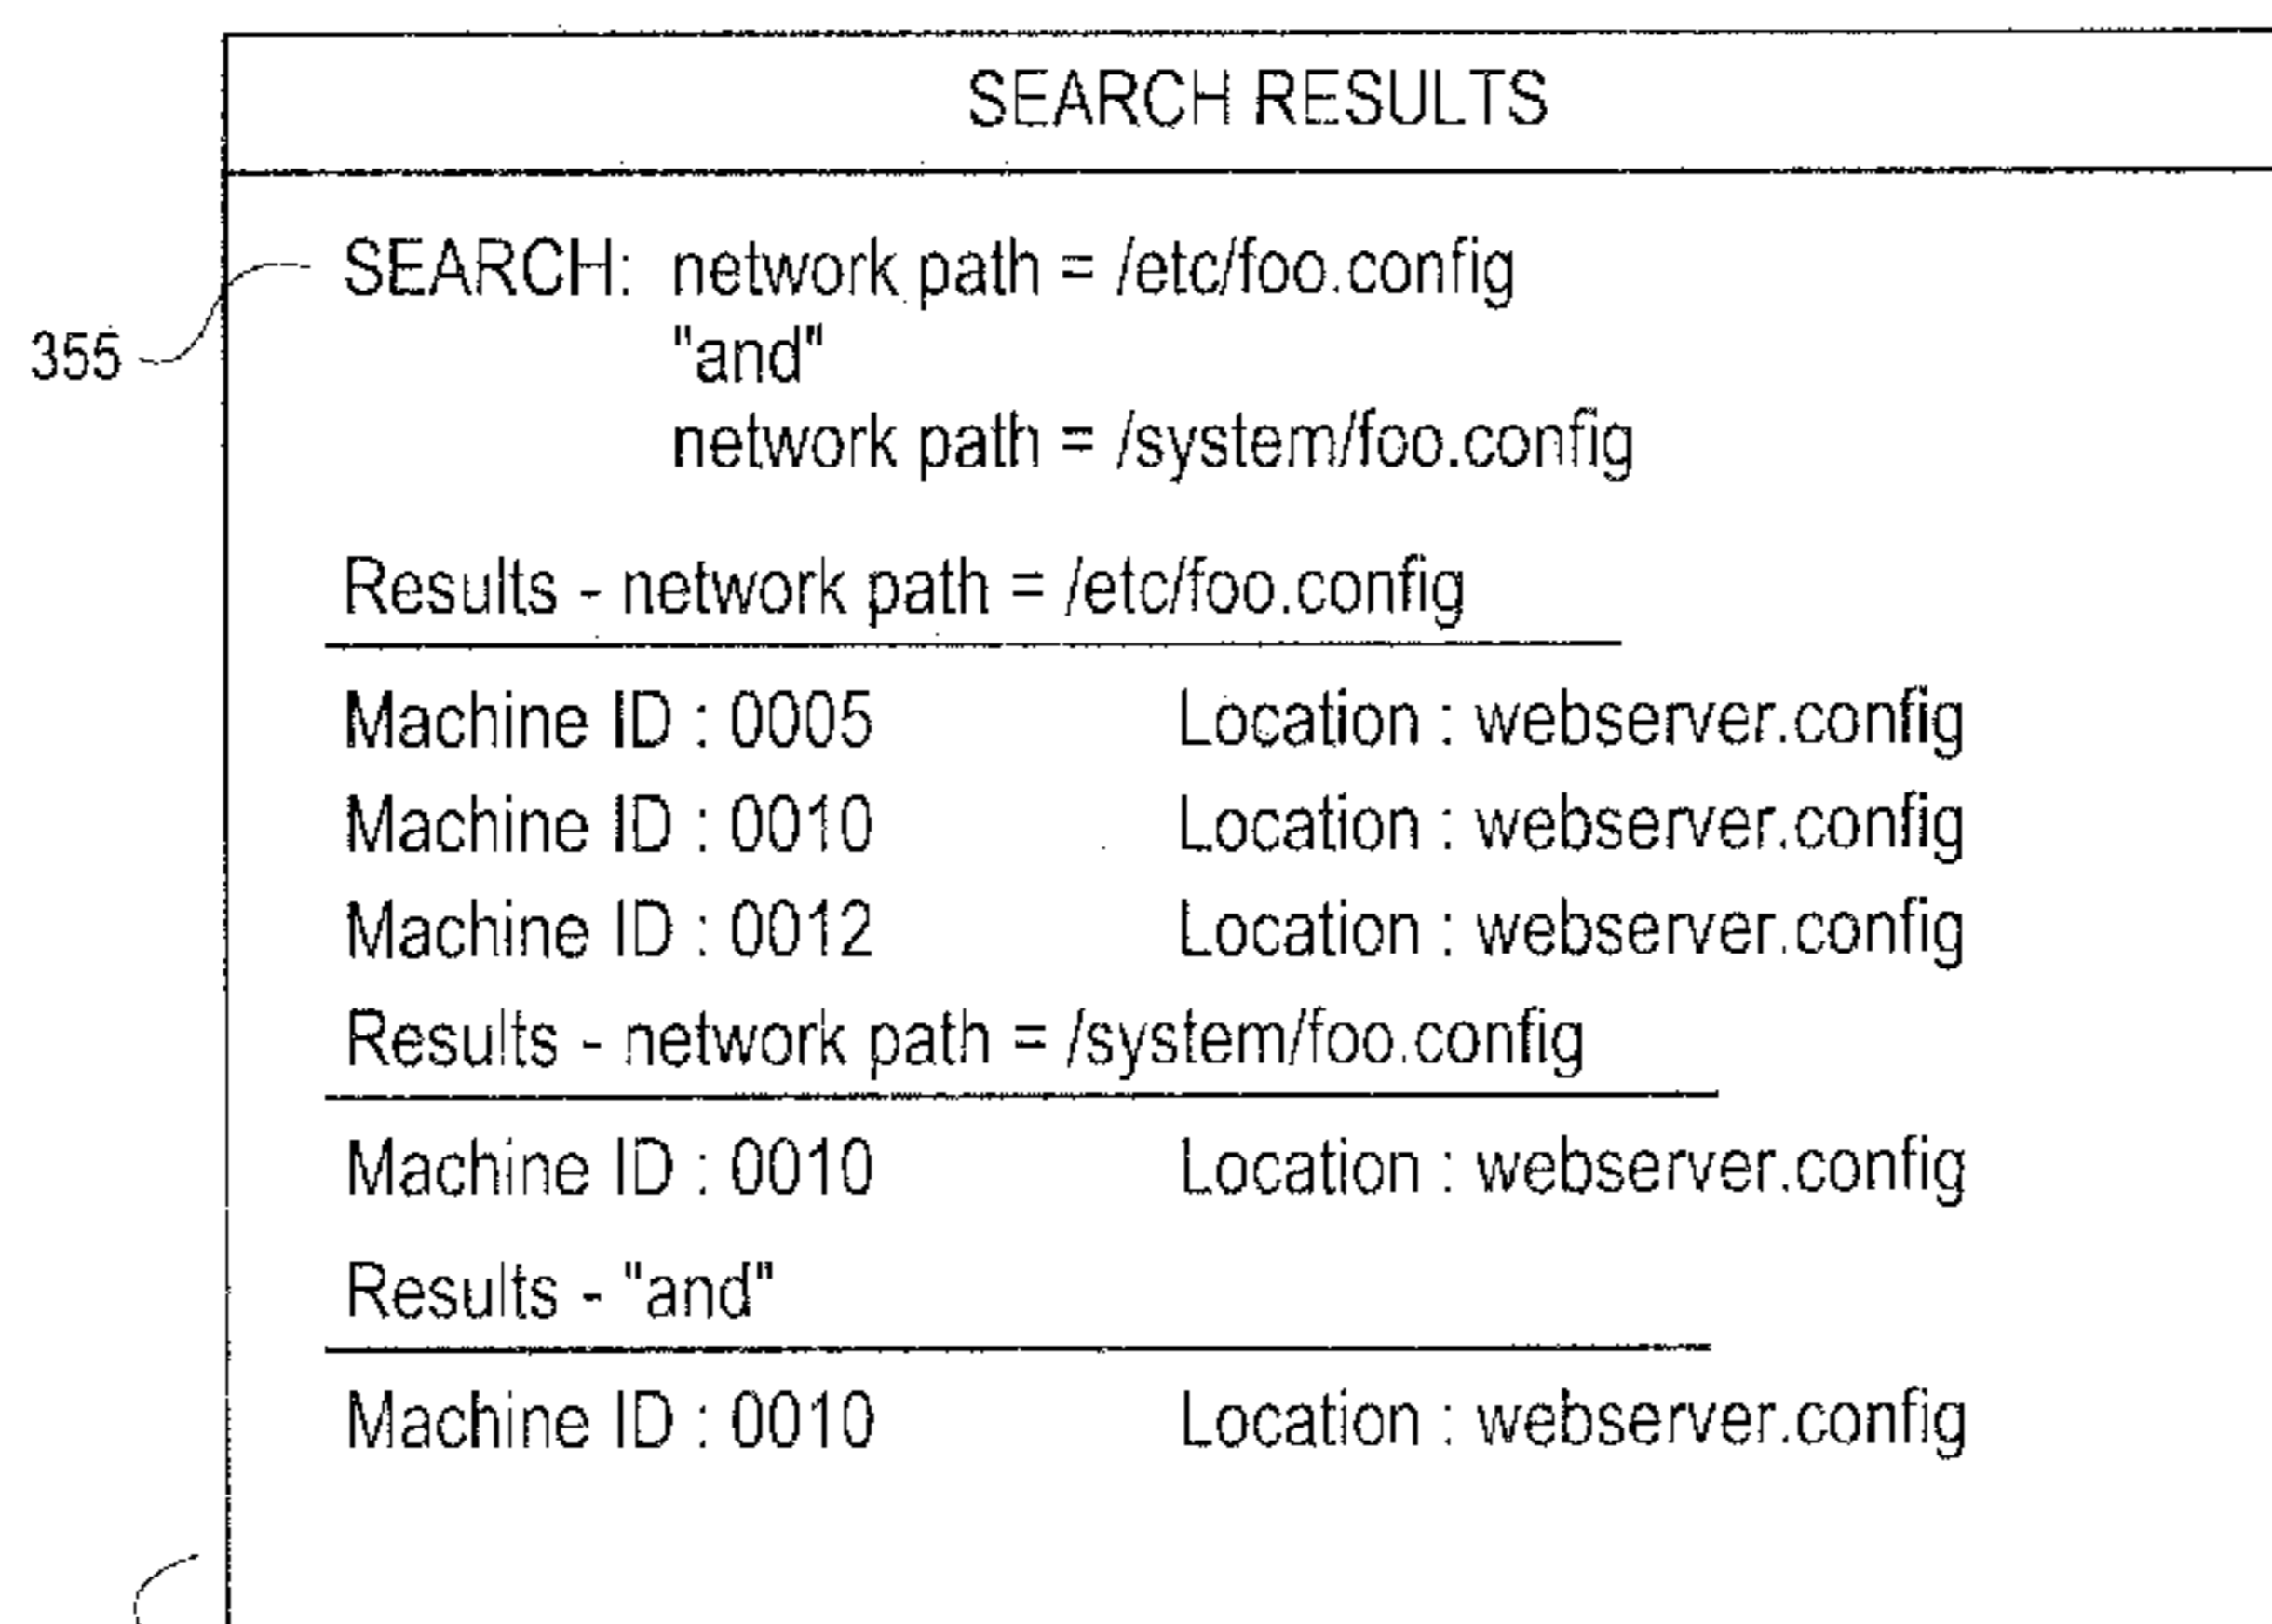 SEARCH RESULTS
SEARCH: network path = /etc/foo.config
"and"
355
network path = /system/foo.config
Results - network path = /etc/foo.config
Machine ID : 0005 Location : webserver.config
Machine ID : 0010 Location : webserver.config
Machine ID : 0012 Location : webserver.config
Results - network path = /system/foo.config
Machine ID : 0010 Location : webserver.config
Results - "and"
Machine ID : 0010 Location : webserver.config